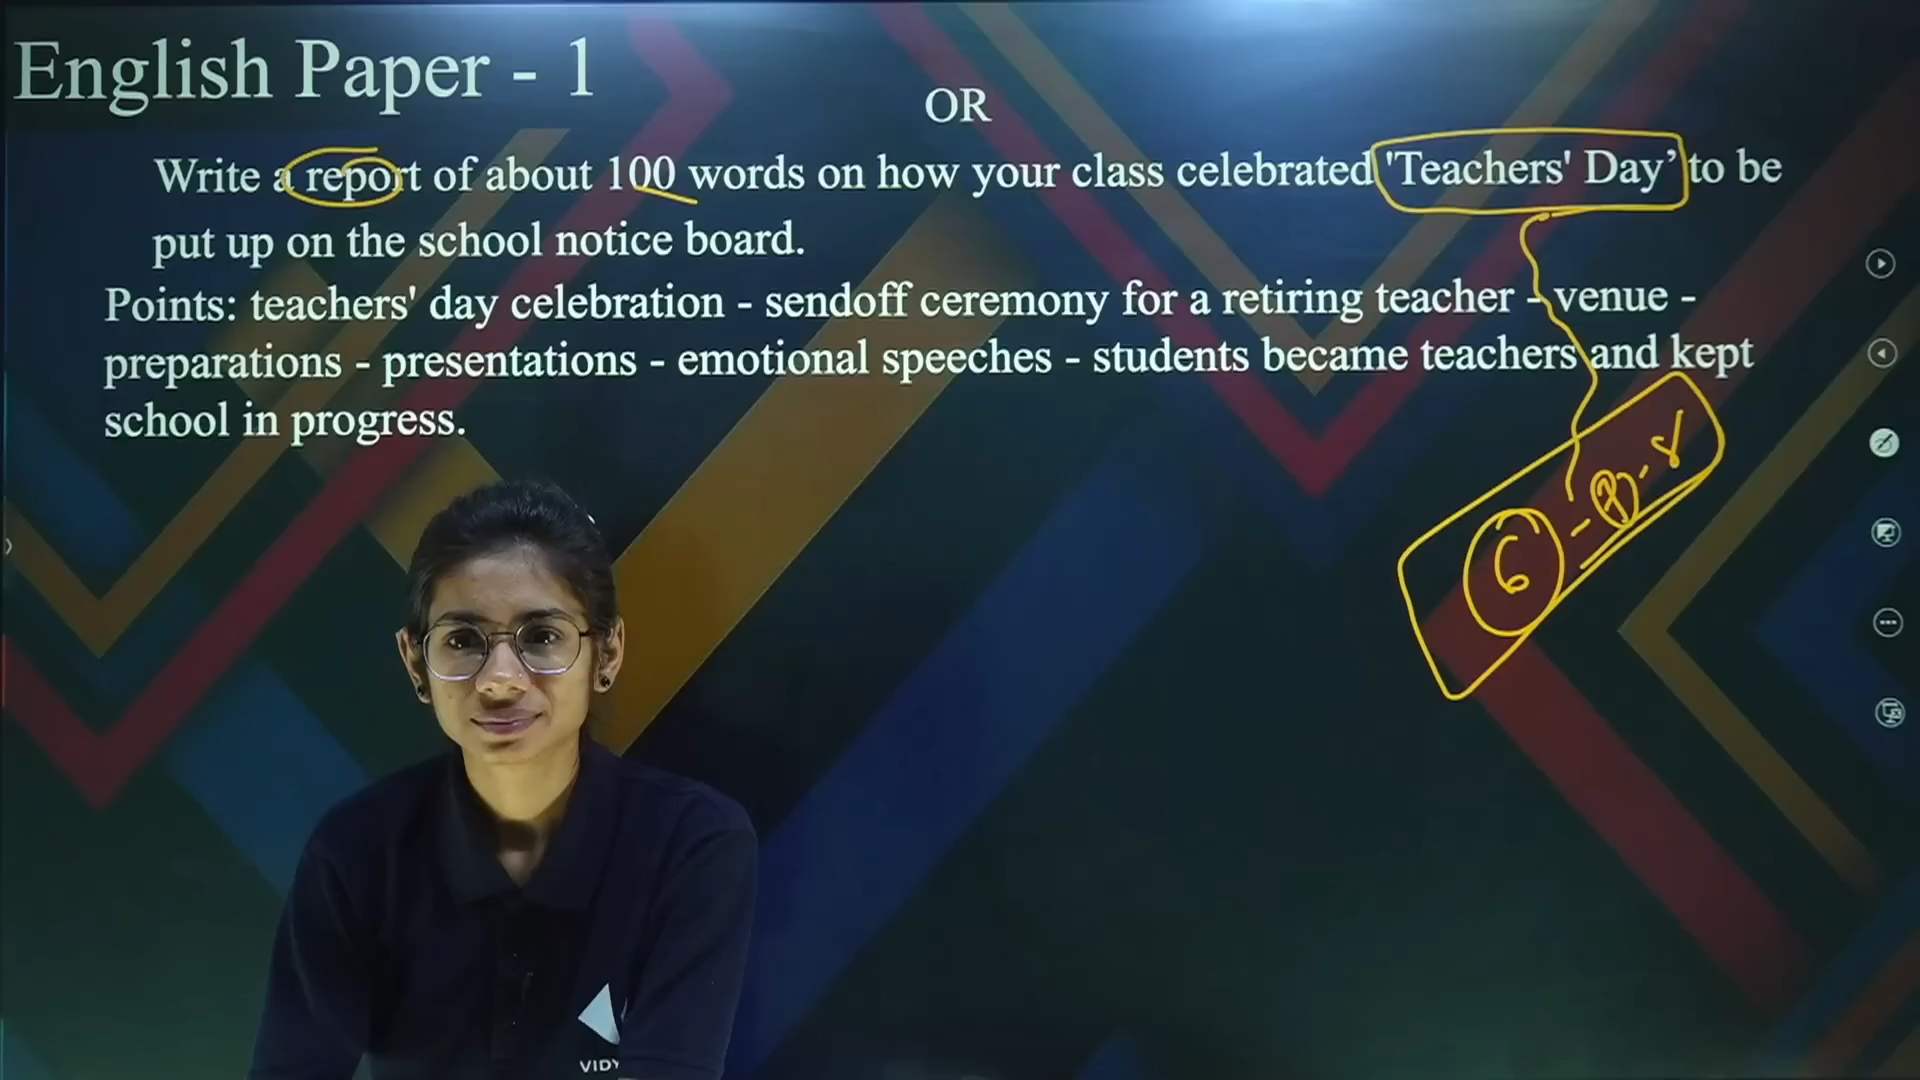 English Paper - 1
OR
Write a report of about 100 words on how your class celebrated 'Teachers' Day’ to be
put up on the school notice board.
Points: teachers' day celebration - sendoff ceremony for a retiring teacher - venue -
preparations - presentations - emotional speeches - students became teachers and kept
school in progress.
6 -
VIDY